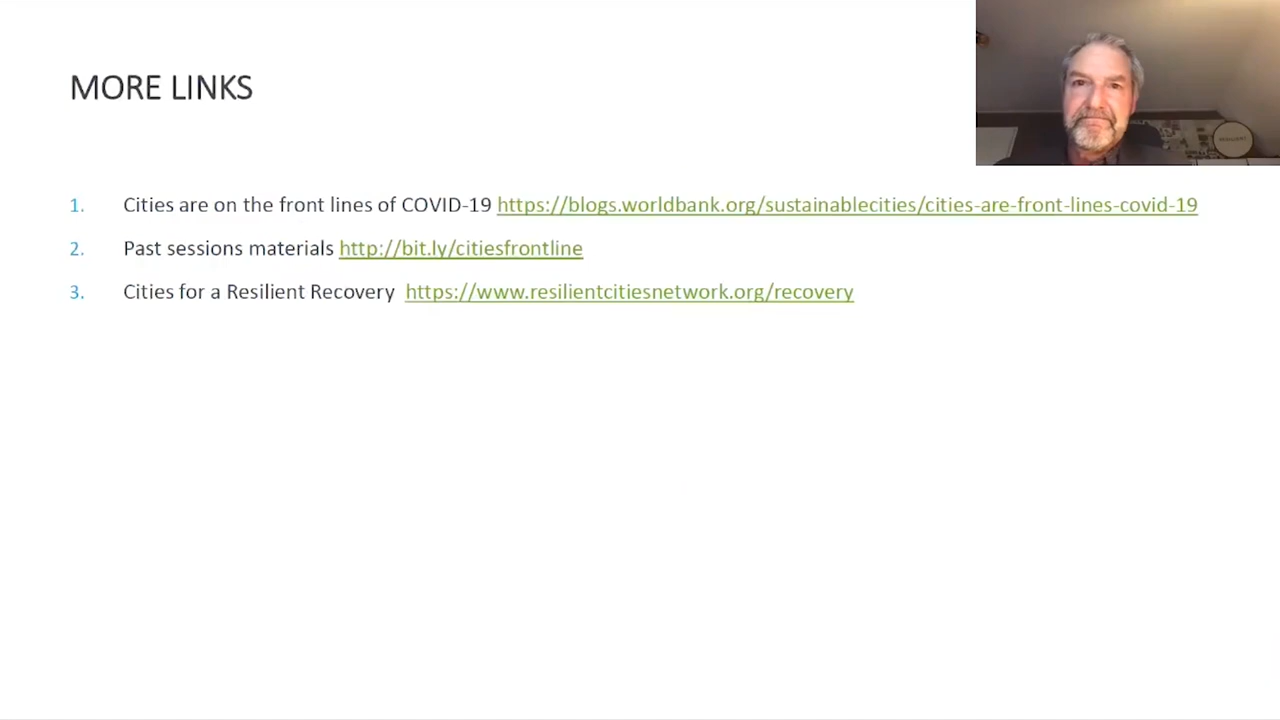 MORE LINKS
1. Cities are on the front lines of COVID-19 https://blogs.worldbank.org/sustainablecities/cities-are-front-lines-covid-19
2. Past sessions materials http://bit.ly/citiesfrontline
3. Cities for a Resilient Recovery https://www.resilientcitiesnetwork.org/recovery